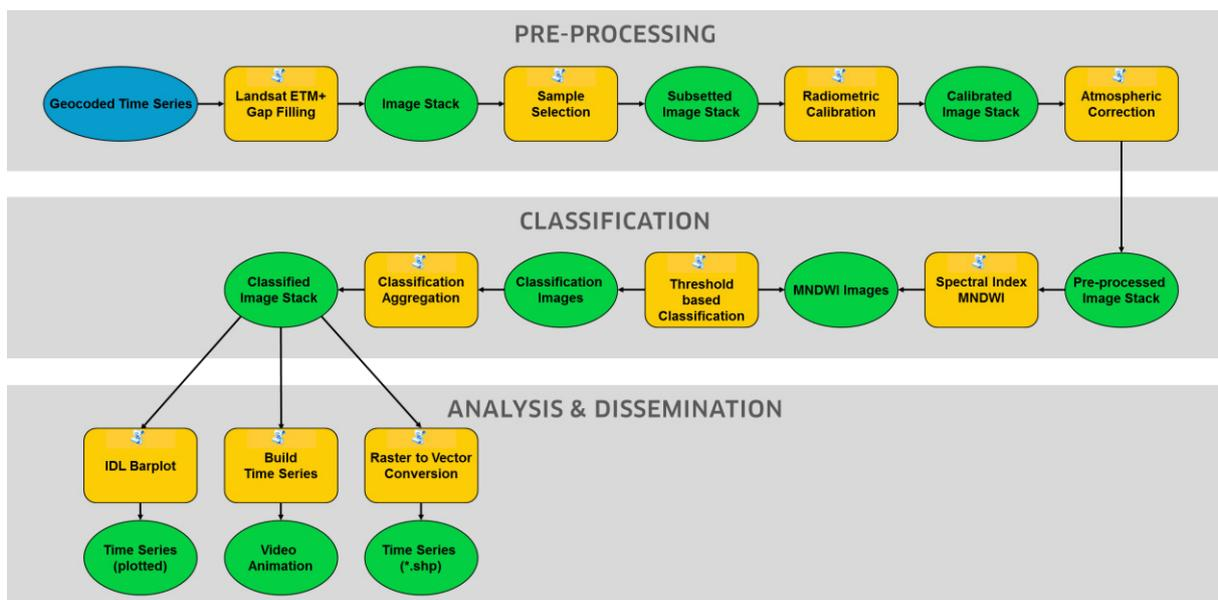 PRE-PROCESSING
Geocoded Time Series
Landsat ETM+
Gap Filling
Image Stack
Sample
Selection
Subsetted
Image Stack
Radiometric
Calibration
Calibrated
Image Stack
Atmospheric
Correction
CLASSIFICATION
Classified
Image Stack
Classification
Aggregation
Classification
Images
Threshold
based
Classification
MNDWI Images
Spectral Index
MNDWI
Pre-processed
Image Stack
ANALYSIS & DISSEMINATION
IDL Barplot
Build
Time Series
Raster to Vector
Conversion
Time Series
(plotted)
Video
Animation
Time Series
(*.shp)